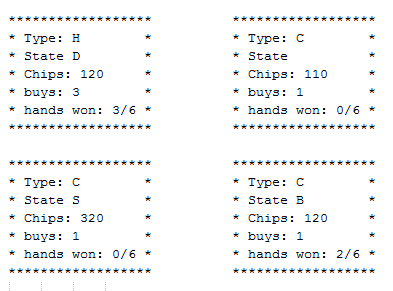 ******************          ******************
* Type: H        *          * Type: C        *
* State D        *          * State          *
* Chips: 120     *          * Chips: 110     *
* buys: 3        *          * buys: 1        *
* hands won: 3/6 *          * hands won: 0/6 *
******************          ******************
******************          ******************
* Type: C        *          * Type: C        *
* State S        *          * State B        *
* Chips: 320     *          * Chips: 120     *
* buys: 1        *          * buys: 1        *
* hands won: 0/6 *          * hands won: 2/6 *
******************          ******************